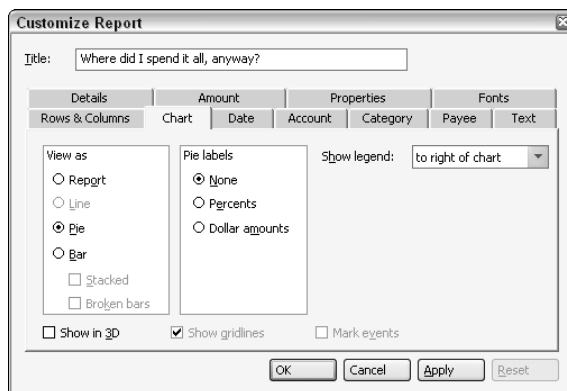 Customize Report
Title: Where did I spend it all, anyway?
Details Amount Properties Fonts
Rows & Columns Chart Date Account Category Payee Text
View as Pie labels Show legend: to right of chart
Report None
Line Percents
Pie Dollar amounts
Bar
Stacked
Broken bars
Show in 3D Show gridlines Mark events
OK Cancel Apply Reset